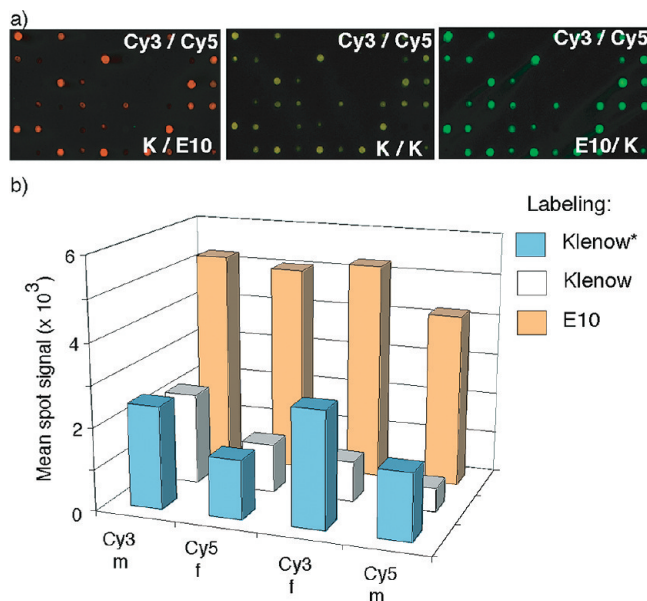 a)
Cy3 / Cy5
K / E10
Cy3 / Cy5
K / K
Cy3 / Cy5
E10/ K
b)
Labeling:
Klenow*
Klenow
E10
Mean spot signal (x 10³)
6
4
2
0
Cy3
m
Cy5
f
Cy3
f
Cy5
m